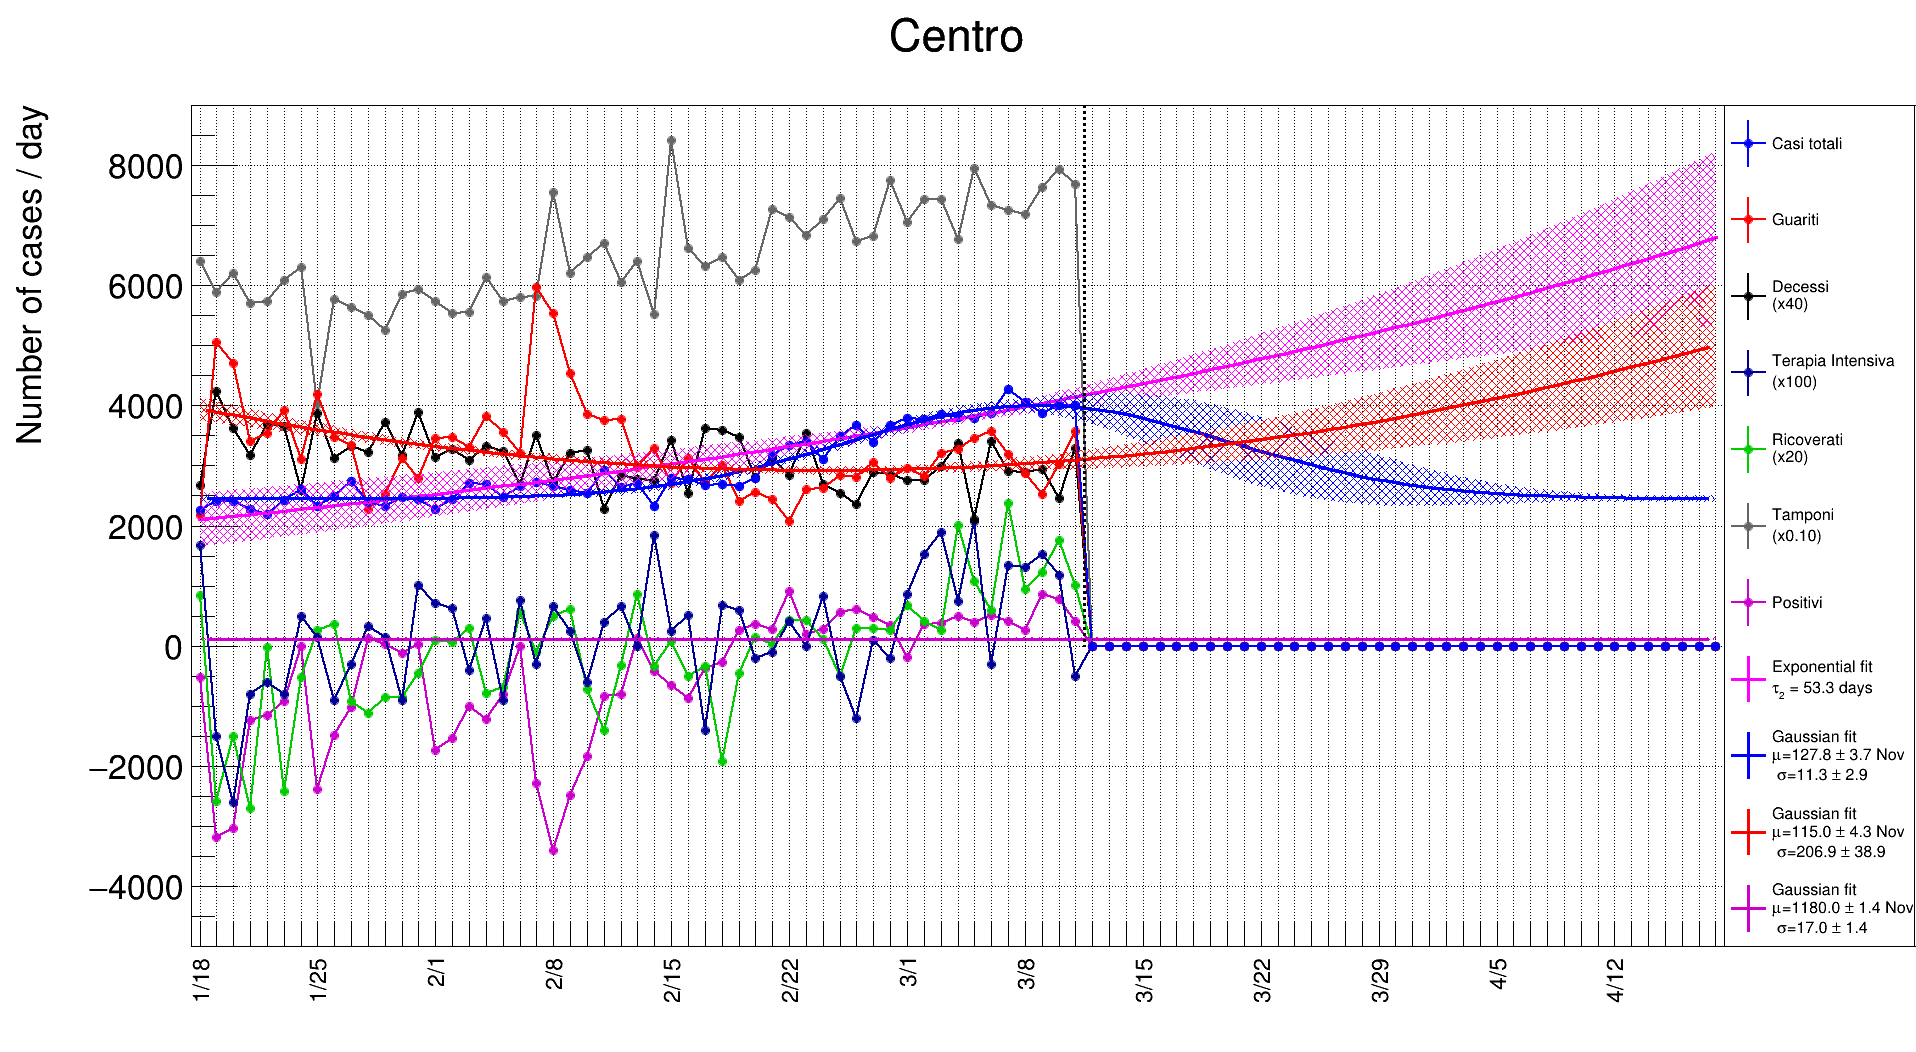 Centro
Number of cases / day
8000
6000
4000
2000
0
−2000
−4000
1/18
1/25
2/1
2/8
2/15
2/22
3/1
3/8
3/15
3/22
3/29
4/5
4/12
Casi totali
Guariti
Decessi
(x40)
Terapia Intensiva
(x100)
Ricoverati
(x20)
Tamponi
(x0.10)
Positivi
Exponential fit
τ2 = 53.3 days
Gaussian fit
μ=127.8 ± 3.7 Nov
σ=11.3 ± 2.9
Gaussian fit
μ=115.0 ± 4.3 Nov
σ=206.9 ± 38.9
Gaussian fit
μ=1180.0 ± 1.4 Nov
σ=17.0 ± 1.4